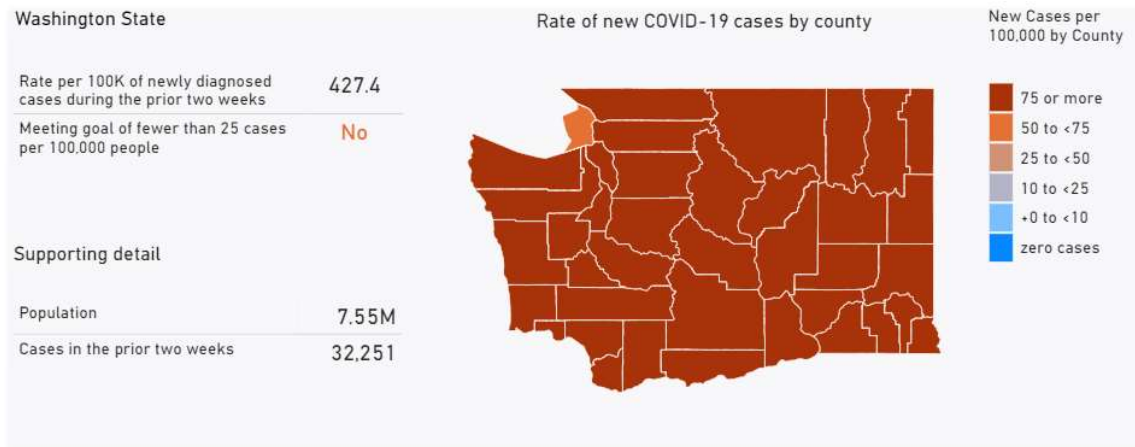 Washington State
Rate per 100K of newly diagnosed
cases during the prior two weeks
427.4
Meeting goal of fewer than 25 cases
per 100,000 people
No
Supporting detail
Population
7.55M
Cases in the prior two weeks
32,251
Rate of new COVID-19 cases by county
New Cases per
100,000 by County
75 or more
50 to <75
25 to <50
10 to <25
+0 to <10
zero cases